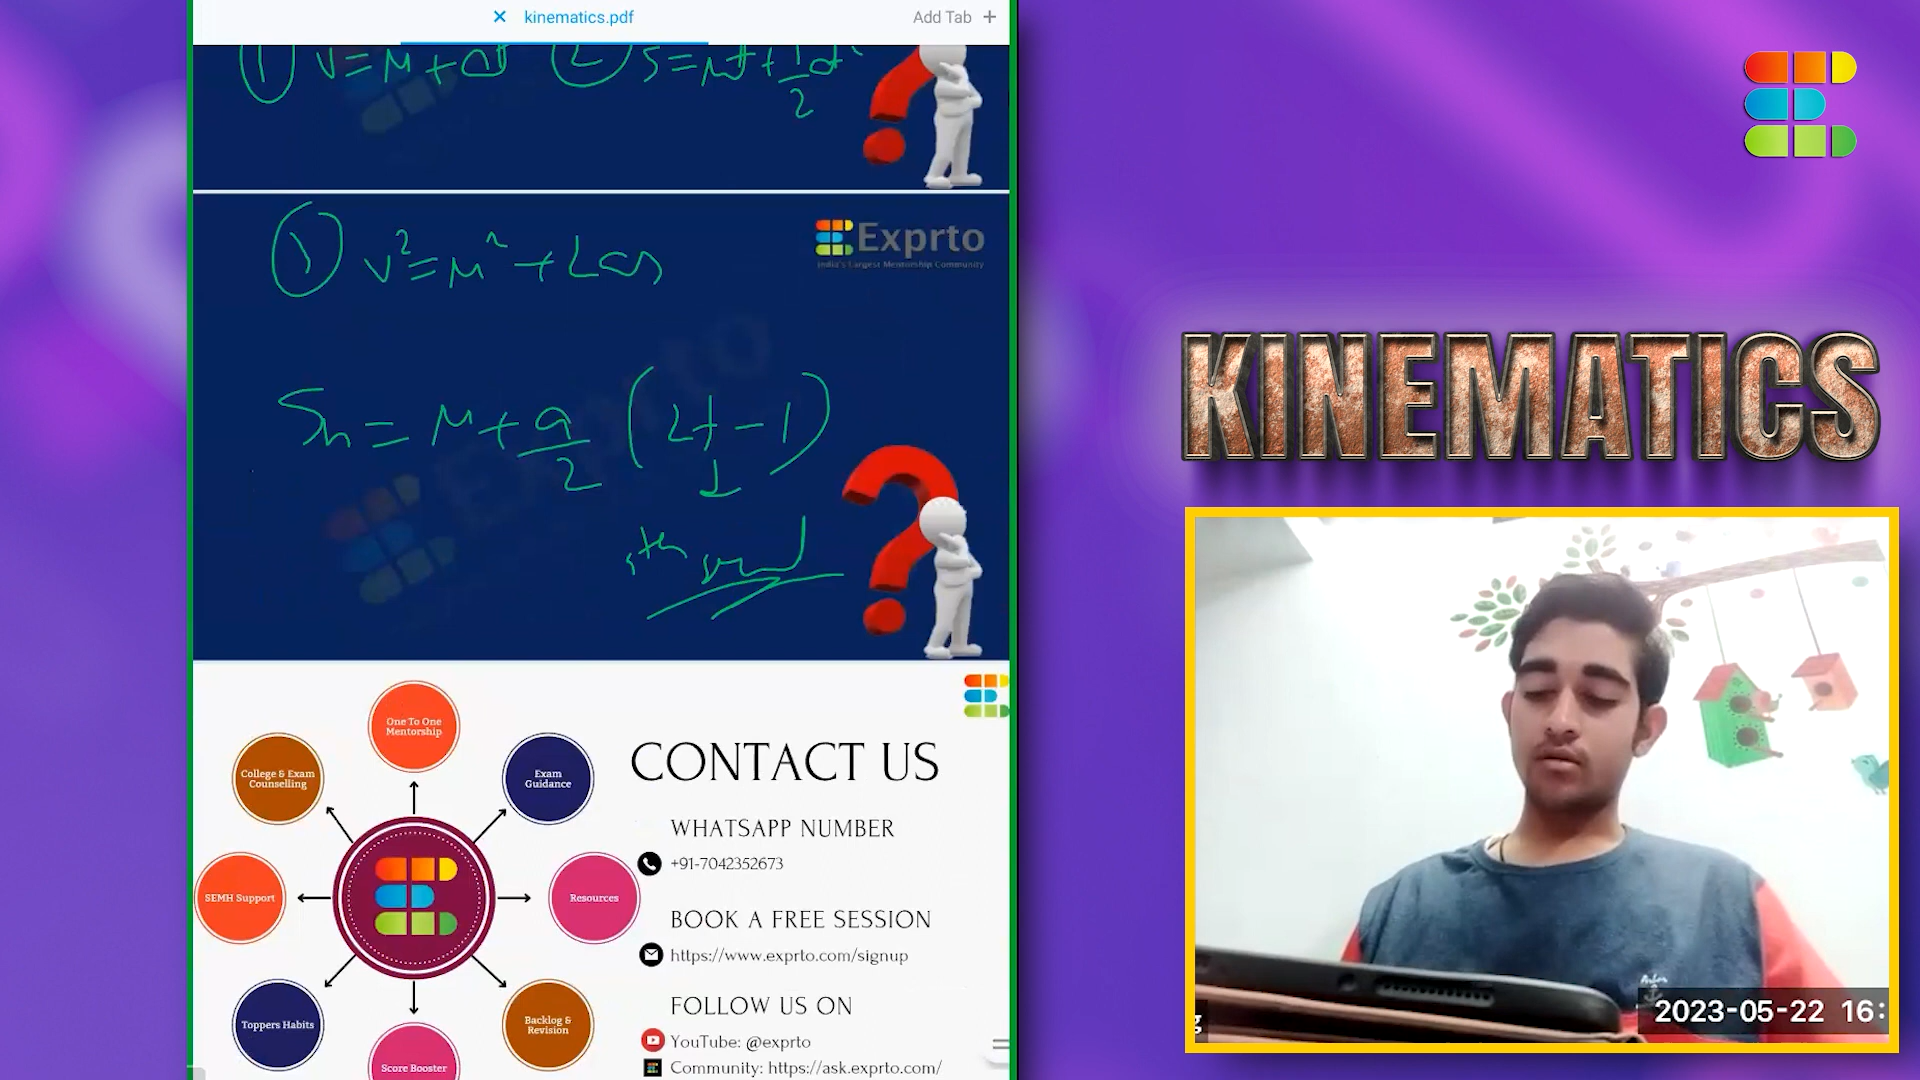 kinematics.pdf
Add Tab
① v=u+at ② s=ut+1/2at²
Exprto
India's Largest Mentorship Community
③ v²=u²+2as
Sn=u+a/2(2t-1)
One To One Mentorship
College & Exam Counselling
Exam Guidance
SEMH Support
Resources
Toppers Habits
Backlog & Revision
Score Booster
CONTACT US
WHATSAPP NUMBER
+91-7042352673
BOOK A FREE SESSION
https://www.exprto.com/signup
FOLLOW US ON
YouTube: @exprto
Community: https://ask.exprto.com/
KINEMATICS
2023-05-22 16: